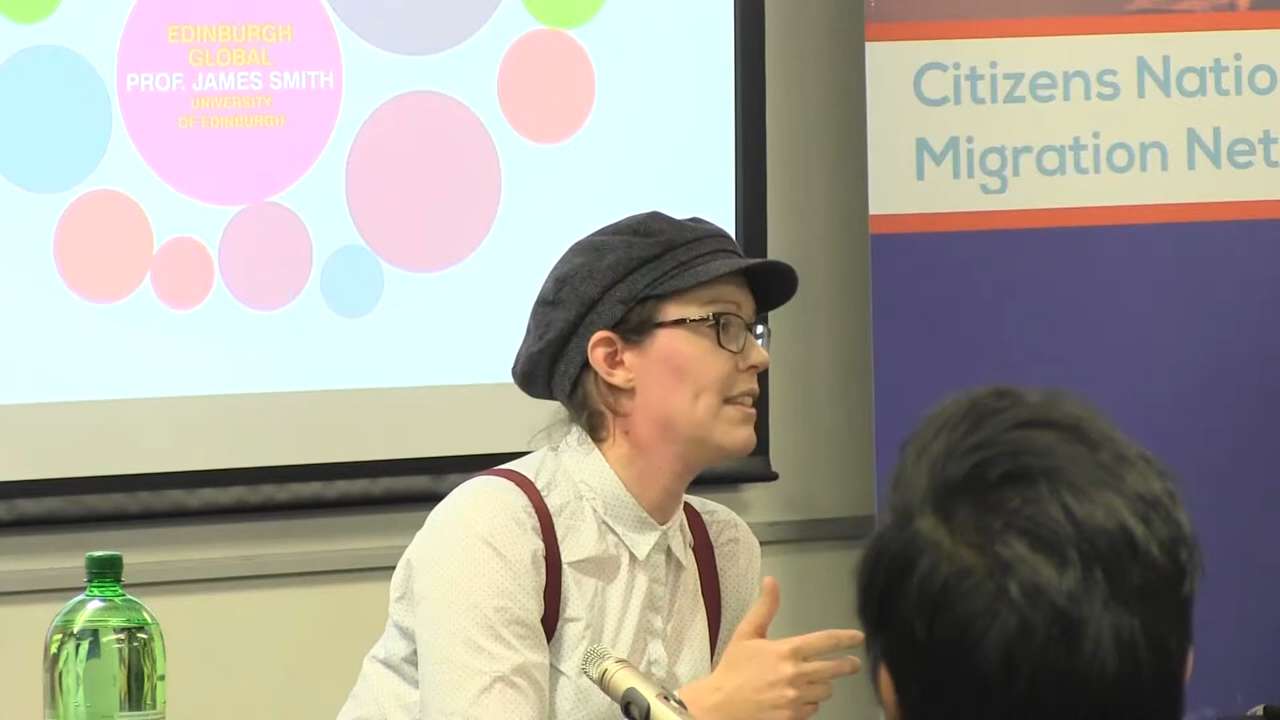 EDINBURGH
GLOBAL
PROF. JAMES SMITH
UNIVERSITY
OF EDINBURGH
Citizens Natio
Migration Net